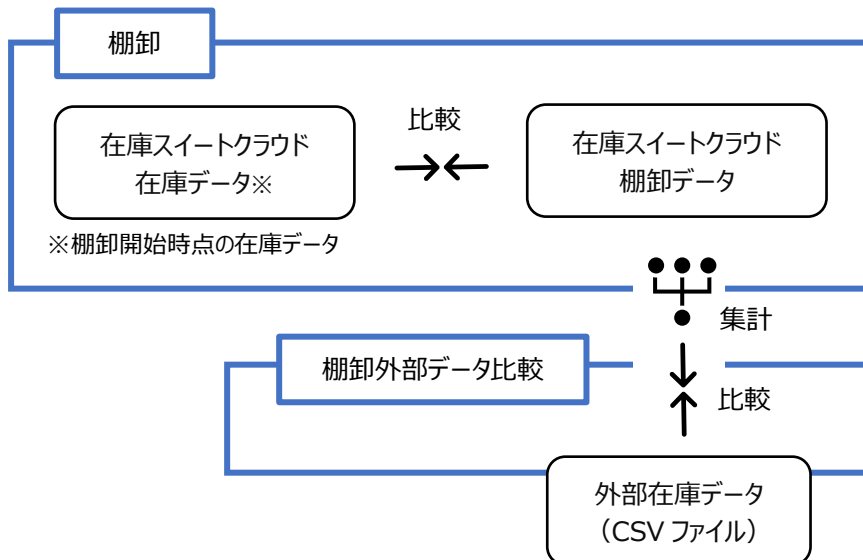 棚卸
在庫スイートクラウド
在庫データ※
比較
在庫スイートクラウド
棚卸データ
※棚卸開始時点の在庫データ
集計
棚卸外部データ比較
比較
外部在庫データ
（CSV ファイル）